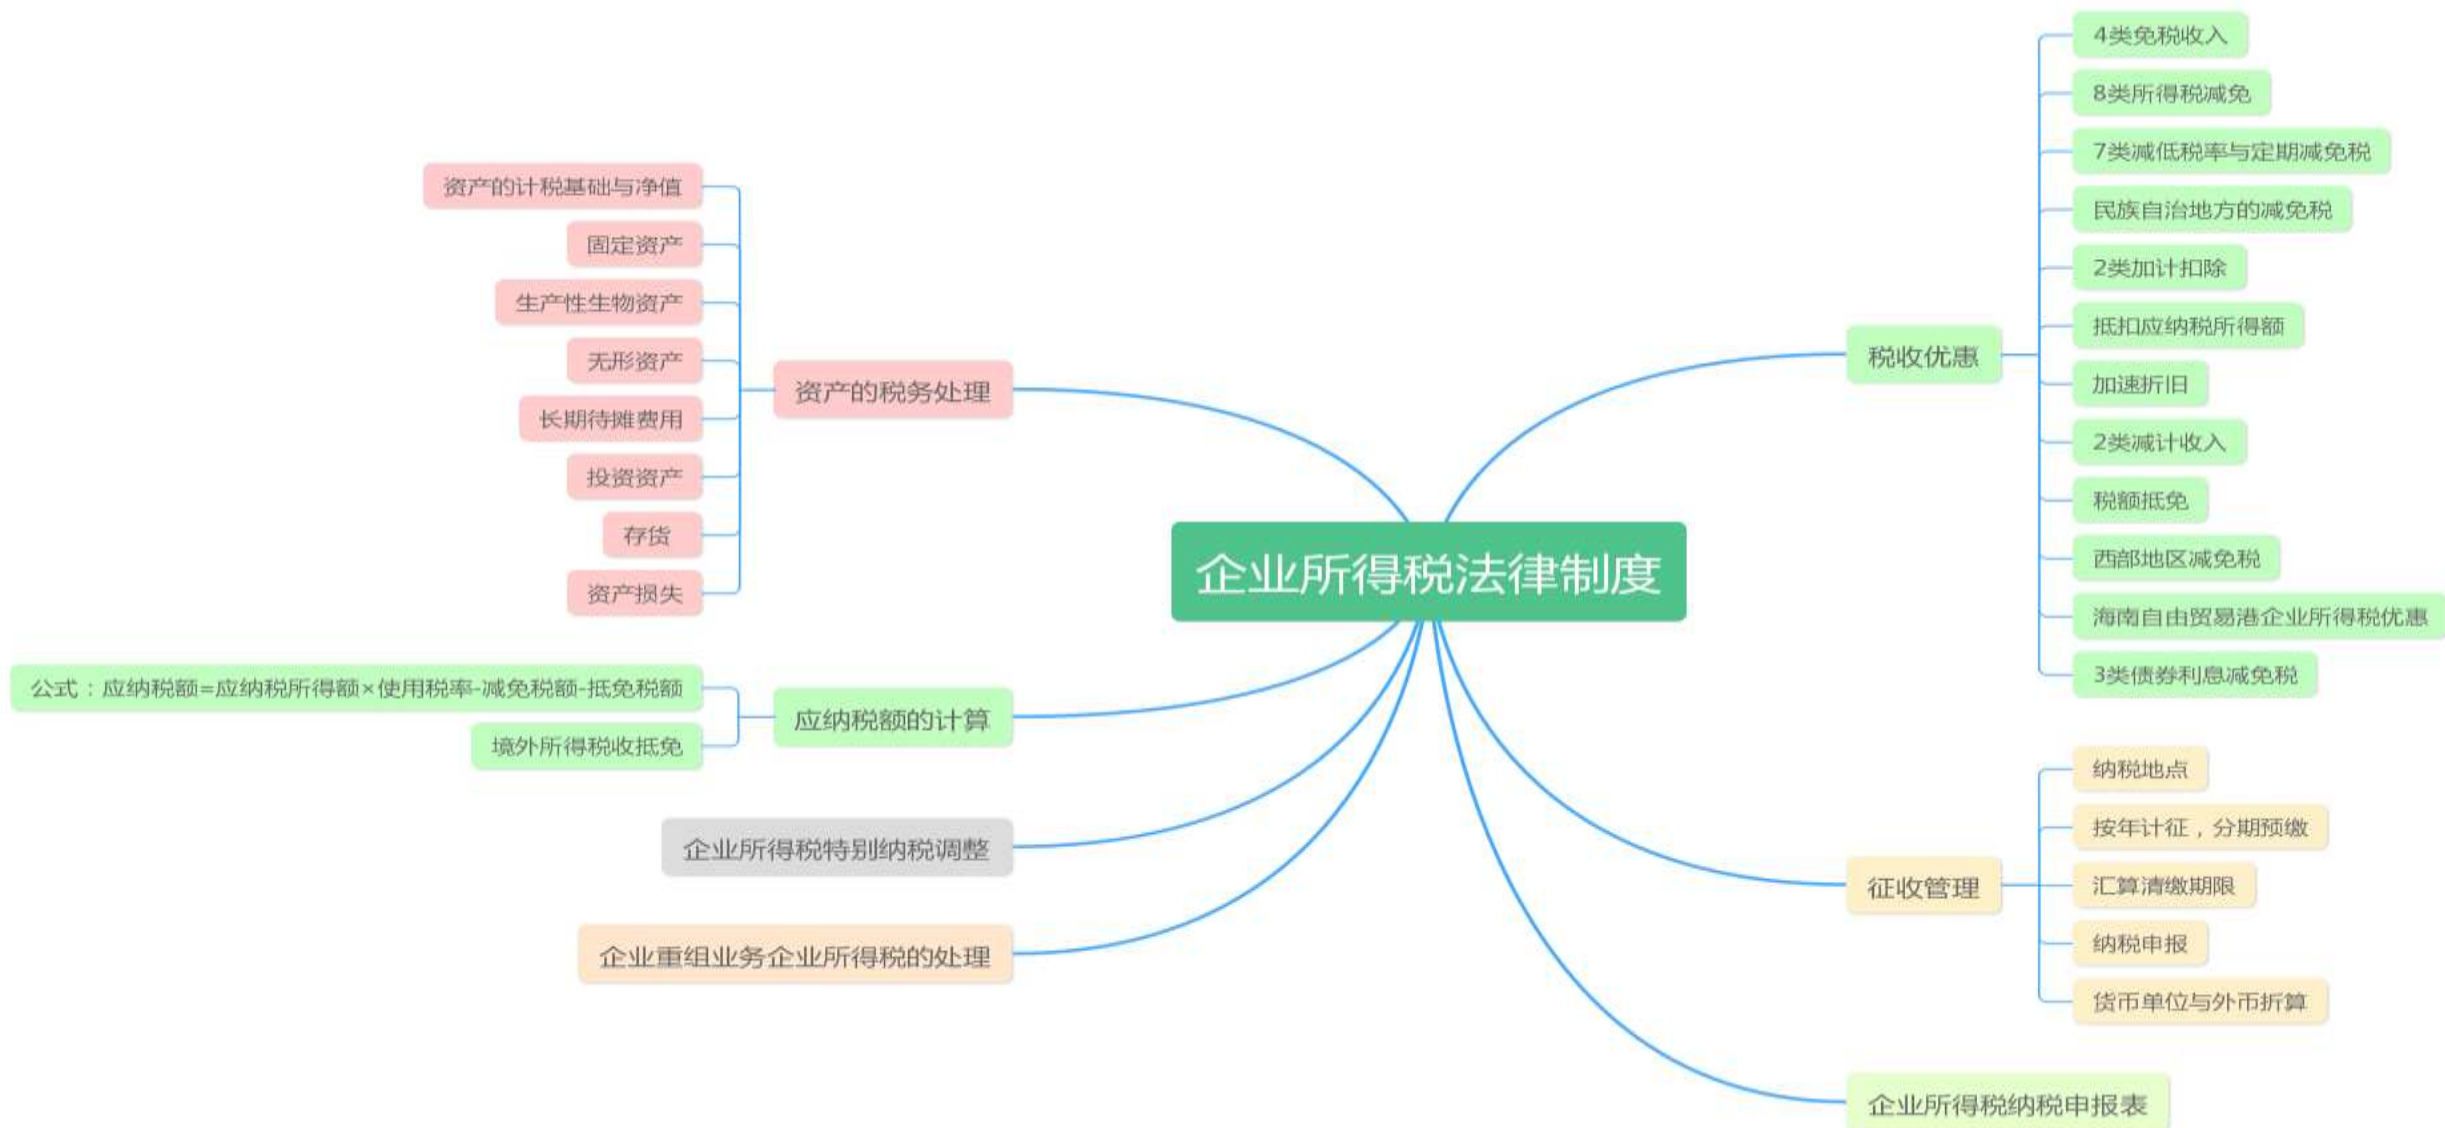 企业所得税法律制度
税收优惠
4类免税收入
8类所得税减免
7类减低税率与定期减免税
民族自治地方的减免税
2类加计扣除
抵扣应纳税所得额
加速折旧
2类减计收入
税额抵免
西部地区减免税
海南自由贸易港企业所得税优惠
3类债券利息减免税
征收管理
纳税地点
按年计征，分期预缴
汇算清缴期限
纳税申报
货币单位与外币折算
企业所得税纳税申报表
资产的税务处理
资产的计税基础与净值
固定资产
生产性生物资产
无形资产
长期待摊费用
投资资产
存货
资产损失
应纳税额的计算
公式：应纳税额=应纳税所得额×使用税率-减免税额-抵免税额
境外所得税收抵免
企业所得税特别纳税调整
企业重组业务企业所得税的处理